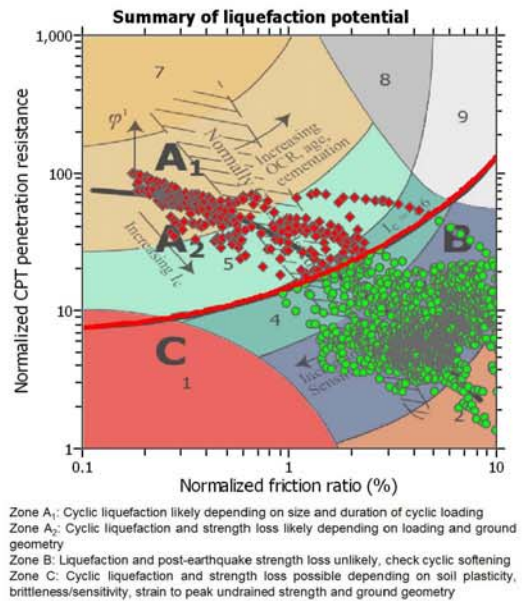 Summary of liquefaction potential
1,000
7
8
9
φ'
A1
Increasing
OCR, age,
cementation
Normally
100
A2
Increasing Ic
5
B
Normalized CPT penetration resistance
10
4
C
1
2
1
0.1
1
10
Normalized friction ratio (%)
Zone A1: Cyclic liquefaction likely depending on size and duration of cyclic loading
Zone A2: Cyclic liquefaction and strength loss likely depending on loading and ground
geometry
Zone B: Liquefaction and post-earthquake strength loss unlikely, check cyclic softening
Zone C: Cyclic liquefaction and strength loss possible depending on soil plasticity,
brittleness/sensitivity, strain to peak undrained strength and ground geometry